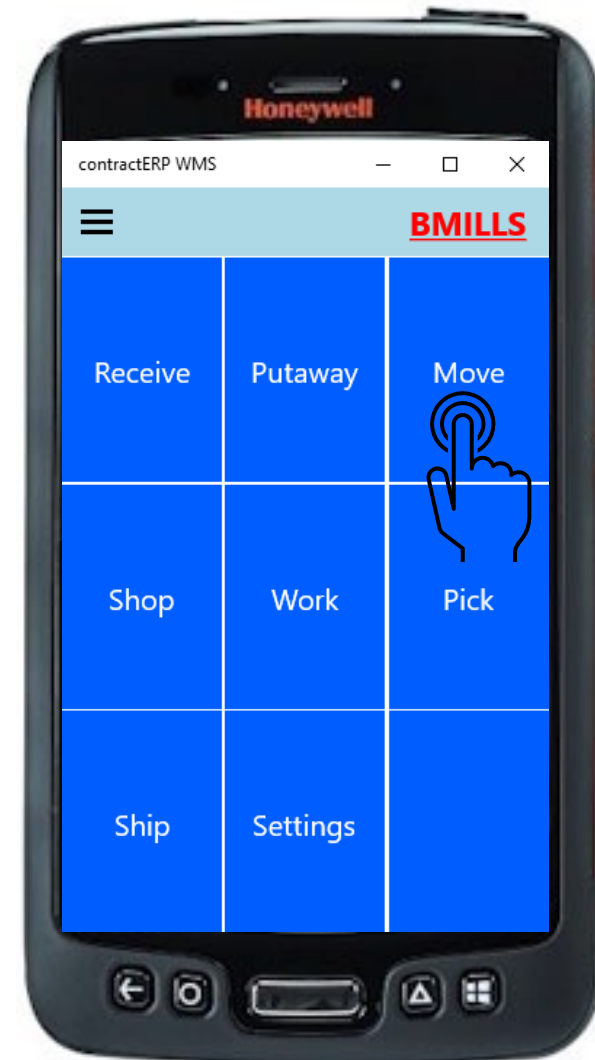 Honeywell
contractERP WMS
BMILLS
Receive Putaway Move
Shop Work Pick
Ship Settings